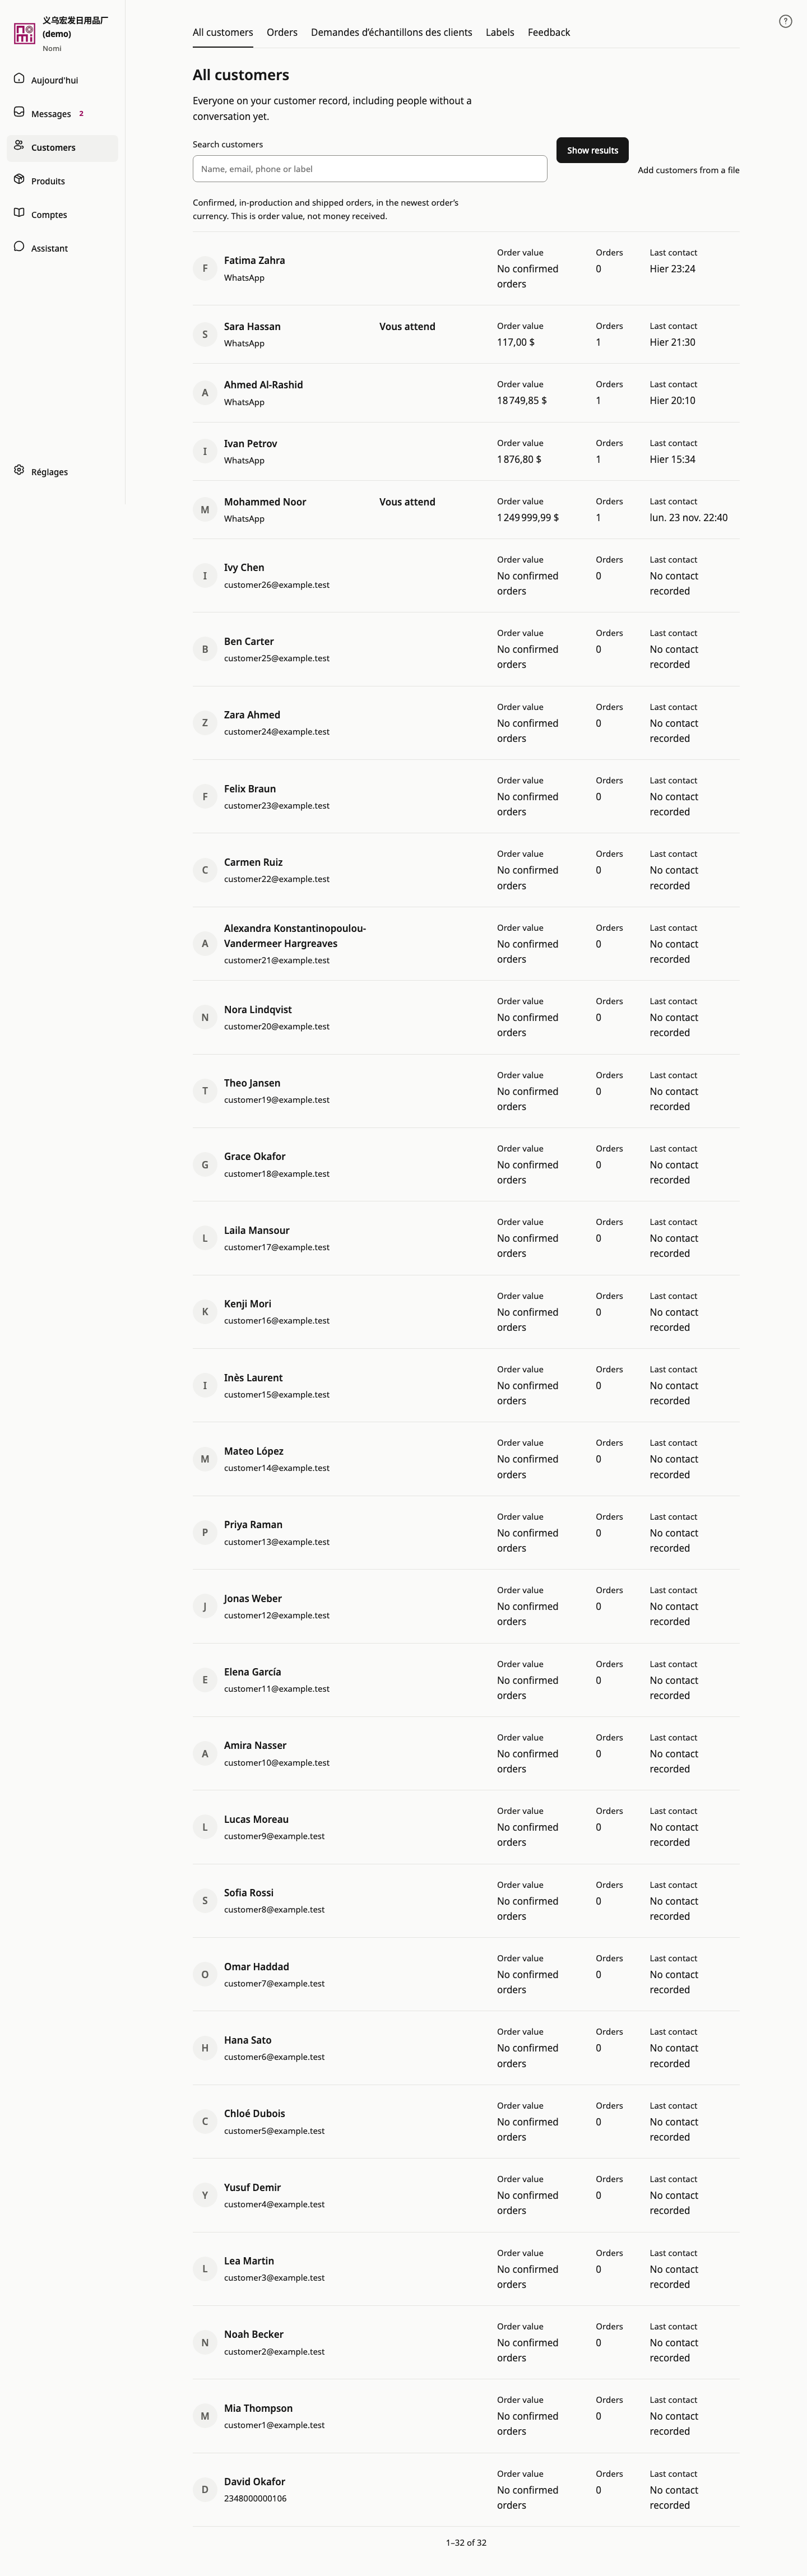 义乌宏发日用品厂
(demo)
Nomi
Aujourd'hui
Messages 2
Customers
Produits
Comptes
Assistant
Réglages
All customers Orders Demandes d'échantillons des clients Labels Feedback
All customers
Everyone on your customer record, including people without a
conversation yet.
Search customers
Name, email, phone or label
Show results
Add customers from a file
Confirmed, in-production and shipped orders, in the newest order's
currency. This is order value, not money received.
F Fatima Zahra
WhatsApp
Order value Orders Last contact
No confirmed orders 0 Hier 23:24
S Sara Hassan Vous attend
WhatsApp
Order value Orders Last contact
117,00 $ 1 Hier 21:30
A Ahmed Al-Rashid
WhatsApp
Order value Orders Last contact
18 749,85 $ 1 Hier 20:10
I Ivan Petrov
WhatsApp
Order value Orders Last contact
1 876,80 $ 1 Hier 15:34
M Mohammed Noor Vous attend
WhatsApp
Order value Orders Last contact
1 249 999,99 $ 1 lun. 23 nov. 22:40
I Ivy Chen
customer26@example.test
Order value Orders Last contact
No confirmed orders 0 No contact recorded
B Ben Carter
customer25@example.test
Order value Orders Last contact
No confirmed orders 0 No contact recorded
Z Zara Ahmed
customer24@example.test
Order value Orders Last contact
No confirmed orders 0 No contact recorded
F Felix Braun
customer23@example.test
Order value Orders Last contact
No confirmed orders 0 No contact recorded
C Carmen Ruiz
customer22@example.test
Order value Orders Last contact
No confirmed orders 0 No contact recorded
A Alexandra Konstantinopoulou-
Vandermeer Hargreaves
customer21@example.test
Order value Orders Last contact
No confirmed orders 0 No contact recorded
N Nora Lindqvist
customer20@example.test
Order value Orders Last contact
No confirmed orders 0 No contact recorded
T Theo Jansen
customer19@example.test
Order value Orders Last contact
No confirmed orders 0 No contact recorded
G Grace Okafor
customer18@example.test
Order value Orders Last contact
No confirmed orders 0 No contact recorded
L Laila Mansour
customer17@example.test
Order value Orders Last contact
No confirmed orders 0 No contact recorded
K Kenji Mori
customer16@example.test
Order value Orders Last contact
No confirmed orders 0 No contact recorded
I Inès Laurent
customer15@example.test
Order value Orders Last contact
No confirmed orders 0 No contact recorded
M Mateo López
customer14@example.test
Order value Orders Last contact
No confirmed orders 0 No contact recorded
P Priya Raman
customer13@example.test
Order value Orders Last contact
No confirmed orders 0 No contact recorded
J Jonas Weber
customer12@example.test
Order value Orders Last contact
No confirmed orders 0 No contact recorded
E Elena García
customer11@example.test
Order value Orders Last contact
No confirmed orders 0 No contact recorded
A Amira Nasser
customer10@example.test
Order value Orders Last contact
No confirmed orders 0 No contact recorded
L Lucas Moreau
customer9@example.test
Order value Orders Last contact
No confirmed orders 0 No contact recorded
S Sofia Rossi
customer8@example.test
Order value Orders Last contact
No confirmed orders 0 No contact recorded
O Omar Haddad
customer7@example.test
Order value Orders Last contact
No confirmed orders 0 No contact recorded
H Hana Sato
customer6@example.test
Order value Orders Last contact
No confirmed orders 0 No contact recorded
C Chloé Dubois
customer5@example.test
Order value Orders Last contact
No confirmed orders 0 No contact recorded
Y Yusuf Demir
customer4@example.test
Order value Orders Last contact
No confirmed orders 0 No contact recorded
L Lea Martin
customer3@example.test
Order value Orders Last contact
No confirmed orders 0 No contact recorded
N Noah Becker
customer2@example.test
Order value Orders Last contact
No confirmed orders 0 No contact recorded
M Mia Thompson
customer1@example.test
Order value Orders Last contact
No confirmed orders 0 No contact recorded
D David Okafor
2348000000106
Order value Orders Last contact
No confirmed orders 0 No contact recorded
1–32 of 32